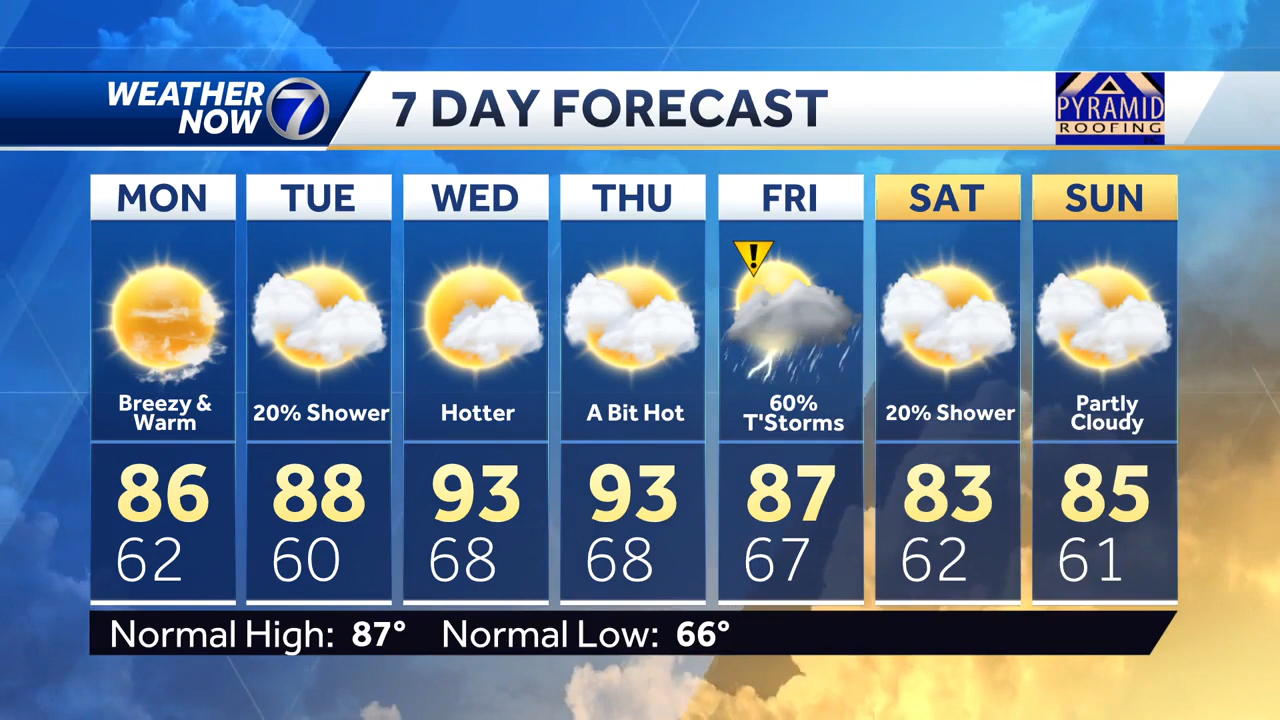 WEATHER
NOW
7
7 DAY FORECAST
PYRAMID
ROOFING
MON
TUE
WED
THU
FRI
SAT
SUN
!
Breezy &
Warm
20% Shower
Hotter
A Bit Hot
60%
T'Storms
20% Shower
Partly
Cloudy
86
88
93
93
87
83
85
62
60
68
68
67
62
61
Normal High: 87° Normal Low: 66°